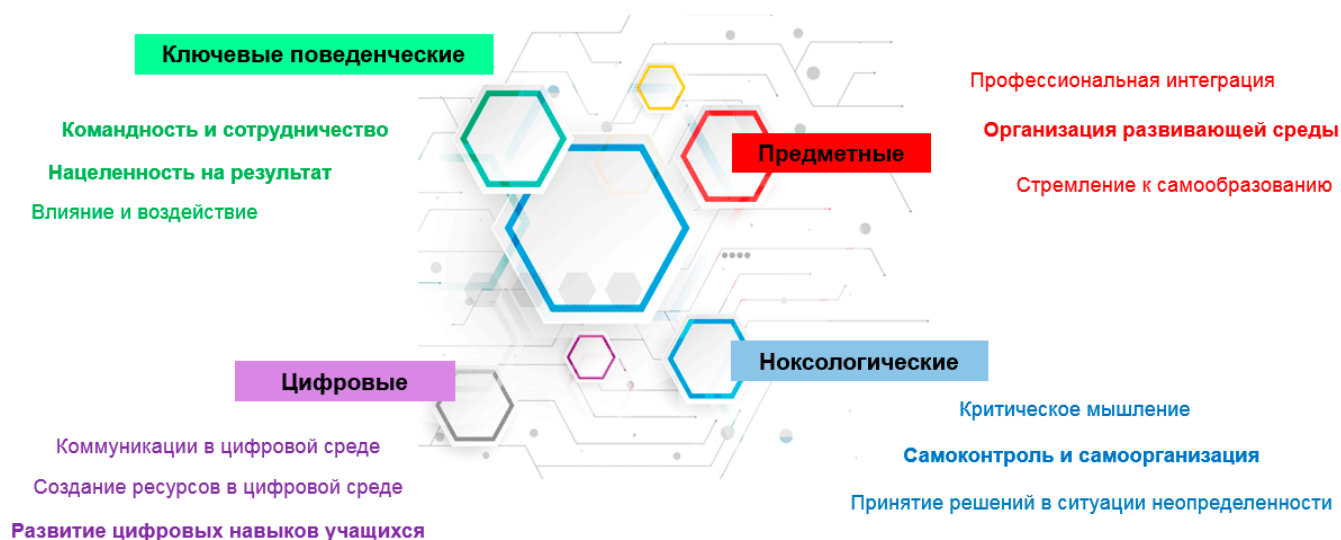 Ключевые поведенческие
Командность и сотрудничество
Нацеленность на результат
Влияние и воздействие
Предметные
Профессиональная интеграция
Организация развивающей среды
Стремление к самообразованию
Цифровые
Коммуникации в цифровой среде
Создание ресурсов в цифровой среде
Развитие цифровых навыков учащихся
Ноксологические
Критическое мышление
Самоконтроль и самоорганизация
Принятие решений в ситуации неопределенности